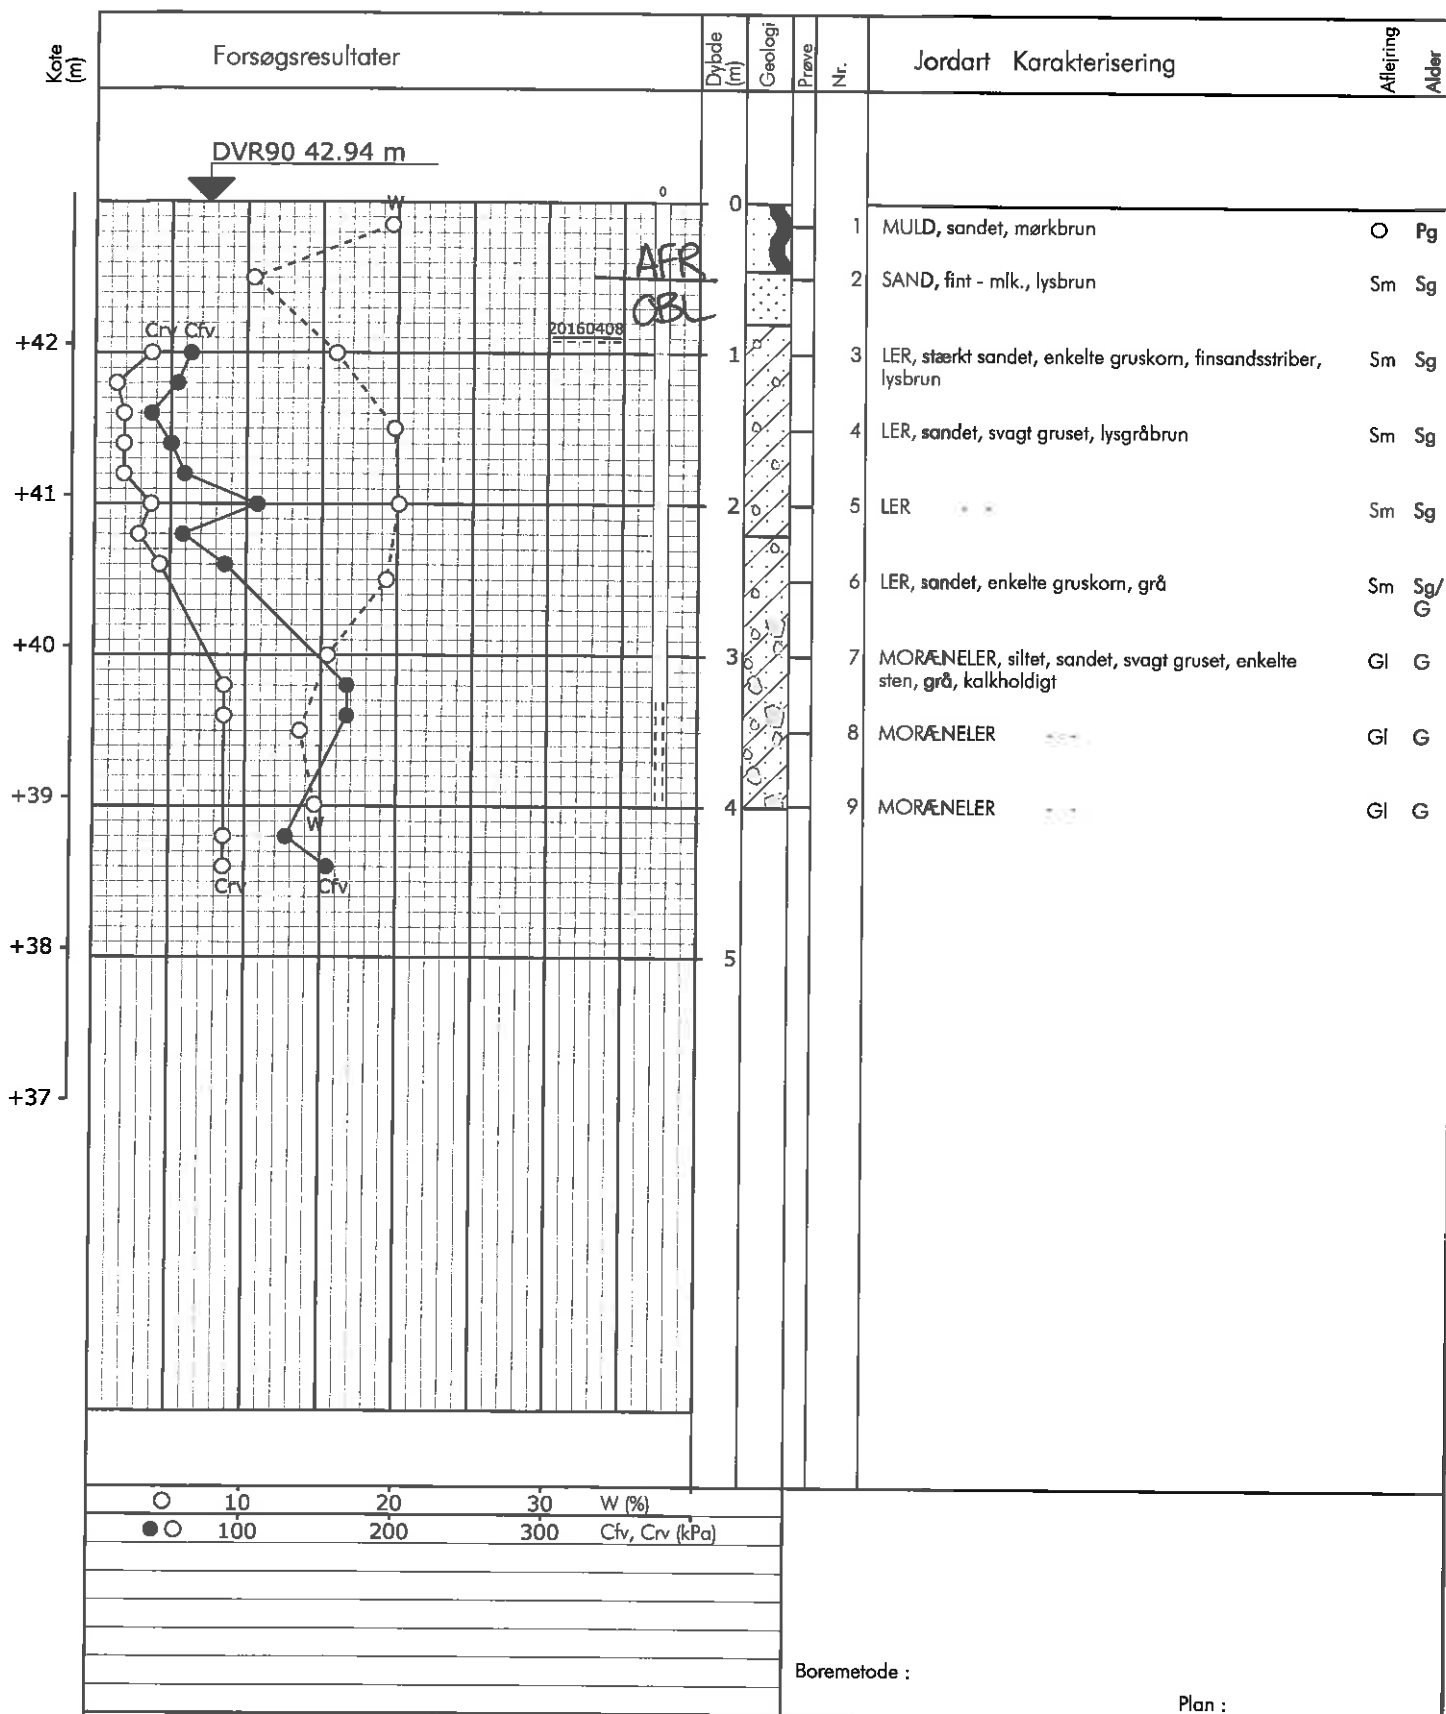 Kote (m)
Forsøgsresultater
Dybde (m)
Geologi
Prøve
Nr.
Jordart Karakterisering
Aflejring
Alder
DVR90 42.94 m
W
0
0
1 MULD, sandet, mørkbrun O Pg
AFR
2 SAND, fint - mlk., lysbrun Sm Sg
OBL
20160408
Crv Cfv
+42
1
3 LER, stærkt sandet, enkelte gruskorn, finsandsstriber, Sm Sg
lysbrun
4 LER, sandet, svagt gruset, lysgråbrun Sm Sg
+41
2
5 LER " " Sm Sg
6 LER, sandet, enkelte gruskorn, grå Sm Sg/
G
+40
3
7 MORÆNELER, siltet, sandet, svagt gruset, enkelte Gl G
sten, grå, kalkholdigt
8 MORÆNELER Gl G
+39
4
9 MORÆNELER Gl G
W
Crv Cfv
+38
5
+37
10 20 30 W (%)
100 200 300 Cfv, Crv (kPa)
Boremetode :
Plan :